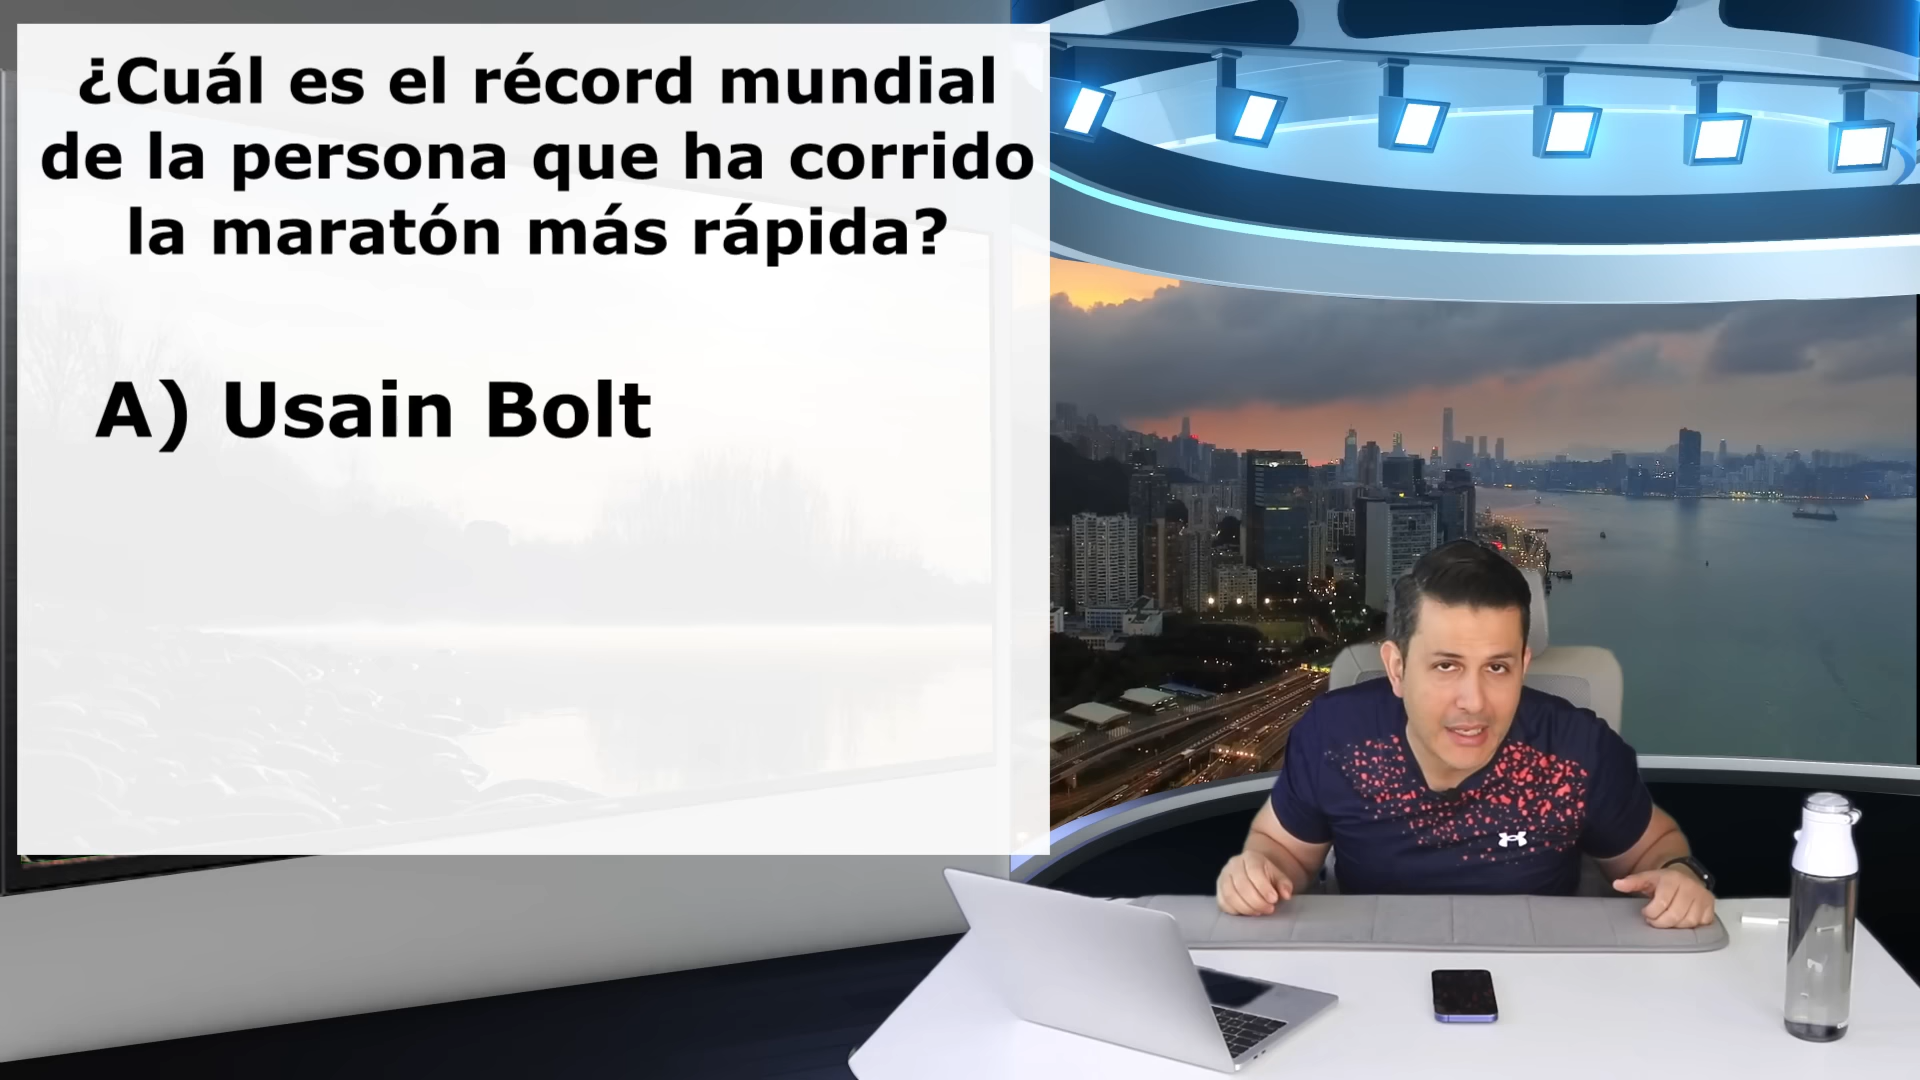 ¿Cuál es el récord mundial
de la persona que ha corrido
la maratón más rápida?
A) Usain Bolt